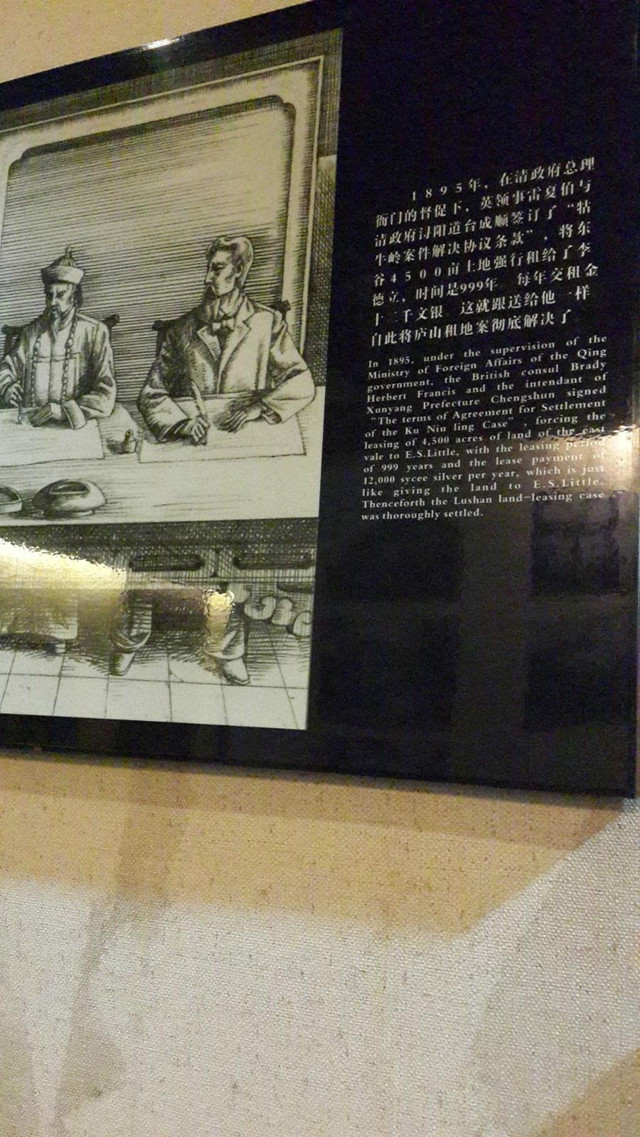 1895年，在清政府总理
衙门的督促下，英领事雷夏伯与
清政府浔阳道台成顺签订了“牯
牛岭案件解决协议条款”，将东
谷4500亩土地强行租给了李
德立，时间是999年 每年交租金
十二千文银 这就跟送给他一样
自此将庐山租地案彻底解决了
In 1895, under the supervision of the
Ministry of Foreign Affairs of the Qing
government, the British consul Brady
Herbert Francis and the intendant of
Xunyang Prefecture Chengshun signed
“The terms of Agreement for Settlement
of the Ku Niu ling Case”, forcing the
leasing of 4,500 acres of land of the east
vale to E.S.Little, with the leasing period
of 999 years and the lease payment of
12,000 sycee silver per year, which is just
like giving the land to E.S.Little.
Thenceforth the Lushan land-leasing case
was thoroughly settled.